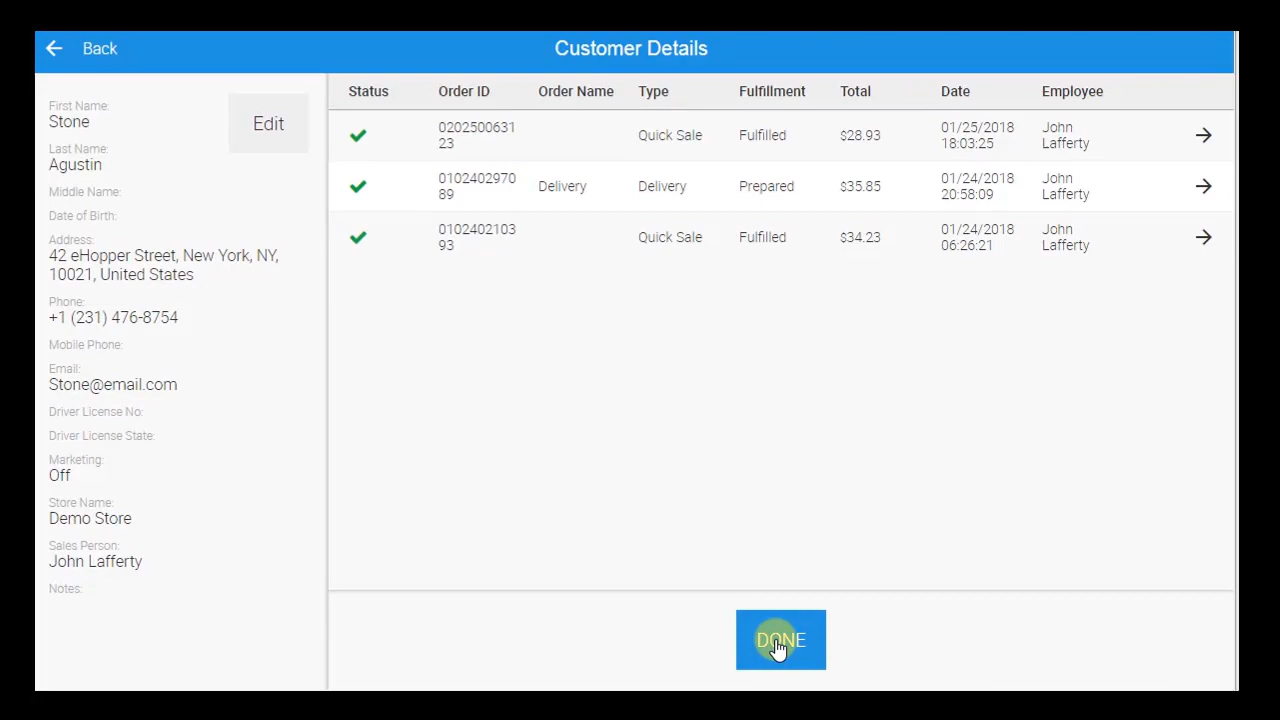 Back
Customer Details
First Name:
Stone
Edit
Last Name:
Agustin
Middle Name:
Date of Birth:
Address:
42 eHopper Street, New York, NY,
10021, United States
Phone:
+1 (231) 476-8754
Mobile Phone:
Email:
Stone@email.com
Driver License No:
Driver License State:
Marketing:
Off
Store Name:
Demo Store
Sales Person:
John Lafferty
Notes:
Status Order ID Order Name Type Fulfillment Total Date Employee
0202500631 Quick Sale Fulfilled $28.93 01/25/2018 John
23 18:03:25 Lafferty
0102402970 Delivery Delivery Prepared $35.85 01/24/2018 John
89 20:58:09 Lafferty
0102402103 Quick Sale Fulfilled $34.23 01/24/2018 John
93 06:26:21 Lafferty
DONE